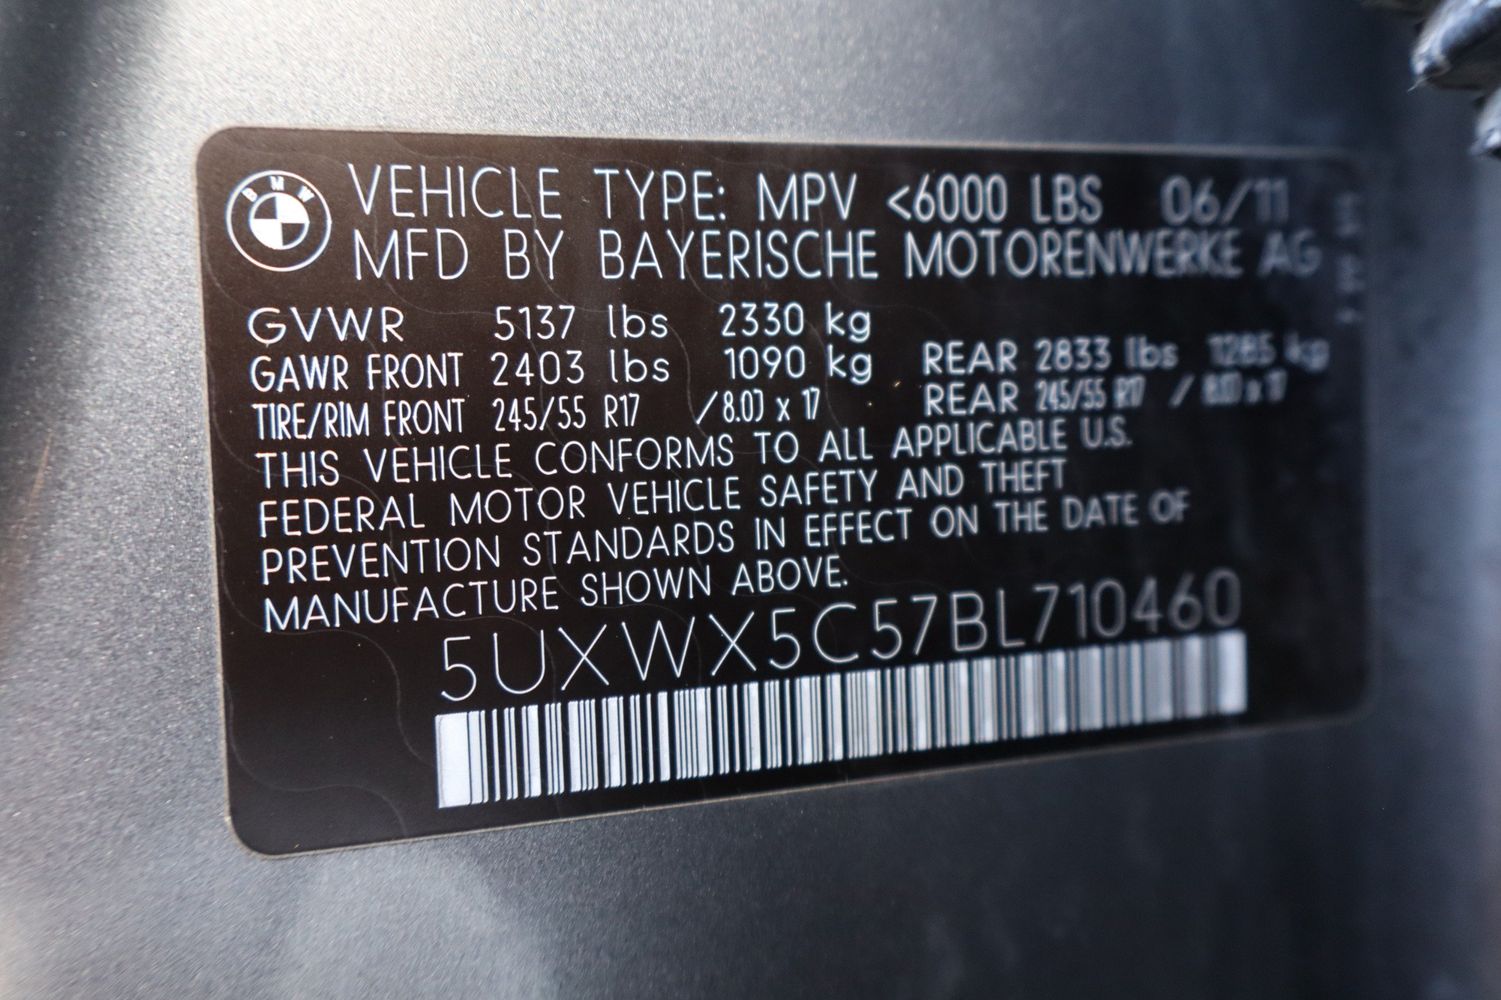 BMW
VEHICLE TYPE: MPV <6000 LBS 06/11
MFD BY BAYERISCHE MOTORENWERKE AG
GVWR 5137 lbs 2330 kg
GAWR FRONT 2403 lbs 1090 kg REAR 2833 lbs 1285 kg
TIRE/RIM FRONT 245/55 R17 /8.0J x 17 REAR 245/55 R17 / 8.0J x 17
THIS VEHICLE CONFORMS TO ALL APPLICABLE U.S.
FEDERAL MOTOR VEHICLE SAFETY AND THEFT
PREVENTION STANDARDS IN EFFECT ON THE DATE OF
MANUFACTURE SHOWN ABOVE.
5UXWX5C57BL710460